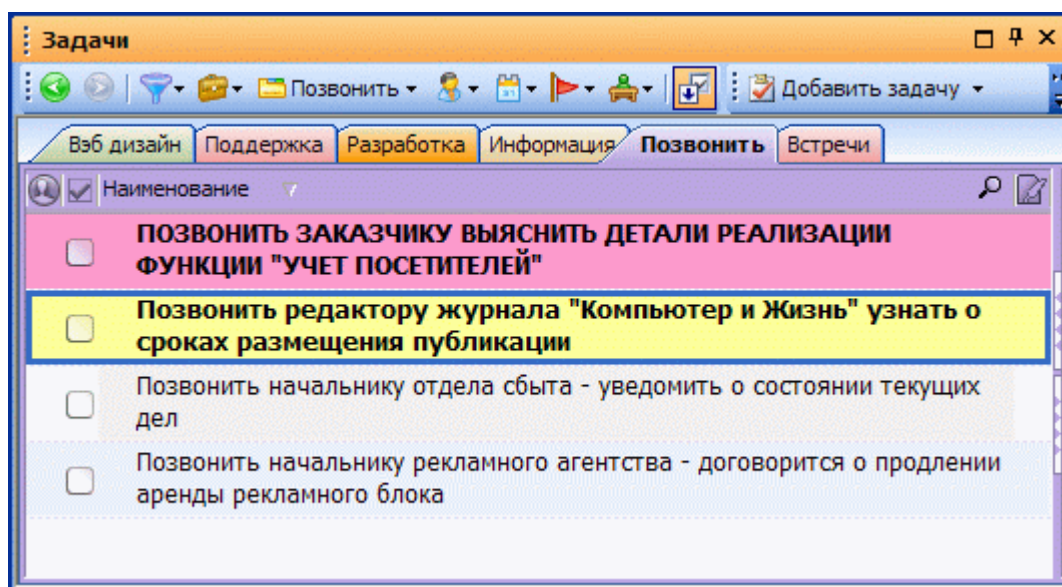 Задачи
Позвонить Добавить задачу
Вэб дизайн Поддержка Разработка Информация Позвонить Встречи
Наименование
ПОЗВОНИТЬ ЗАКАЗЧИКУ ВЫЯСНИТЬ ДЕТАЛИ РЕАЛИЗАЦИИ
ФУНКЦИИ "УЧЕТ ПОСЕТИТЕЛЕЙ"
Позвонить редактору журнала "Компьютер и Жизнь" узнать о
сроках размещения публикации
Позвонить начальнику отдела сбыта - уведомить о состоянии текущих
дел
Позвонить начальнику рекламного агентства - договорится о продлении
аренды рекламного блока